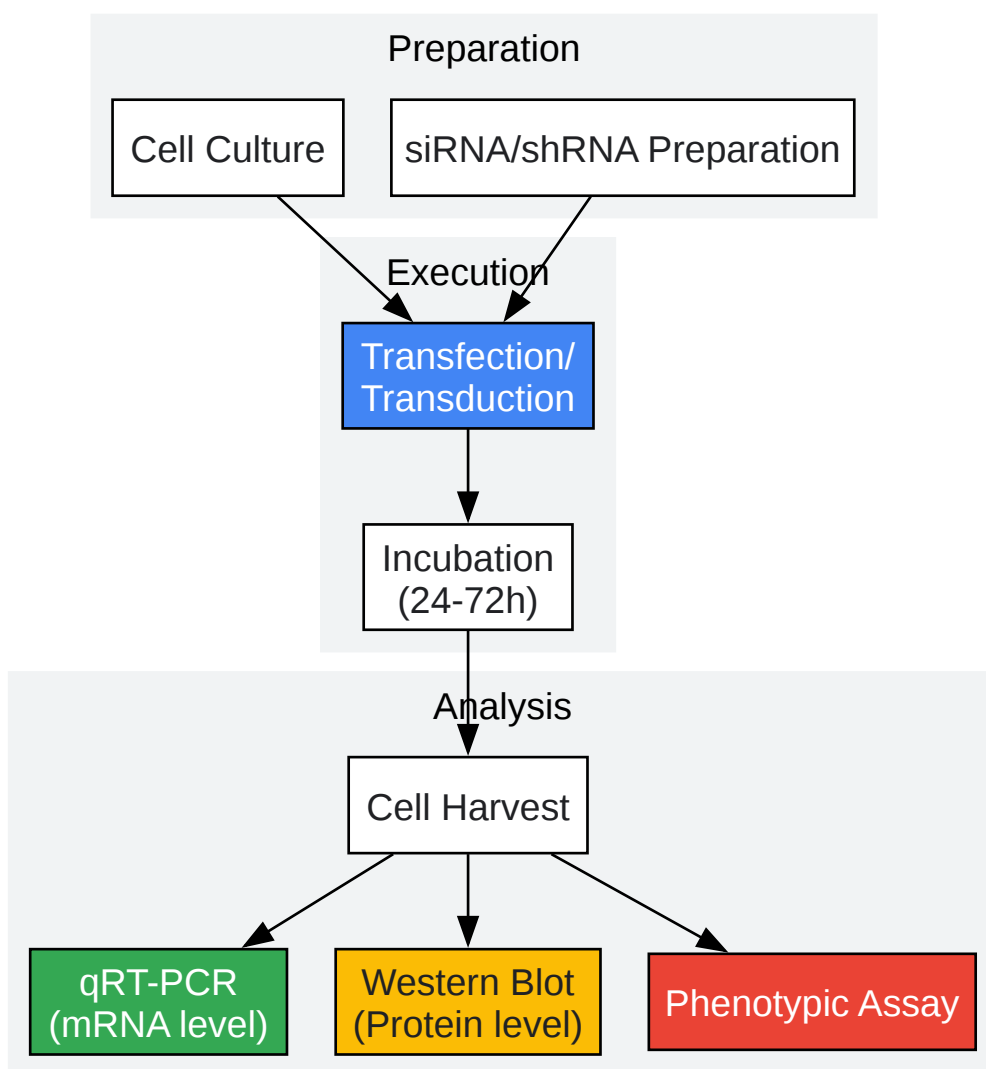 Preparation
Cell Culture
siRNA/shRNA Preparation
Execution
Transfection/
Transduction
Incubation
(24-72h)
Analysis
Cell Harvest
qRT-PCR
(mRNA level)
Western Blot
(Protein level)
Phenotypic Assay